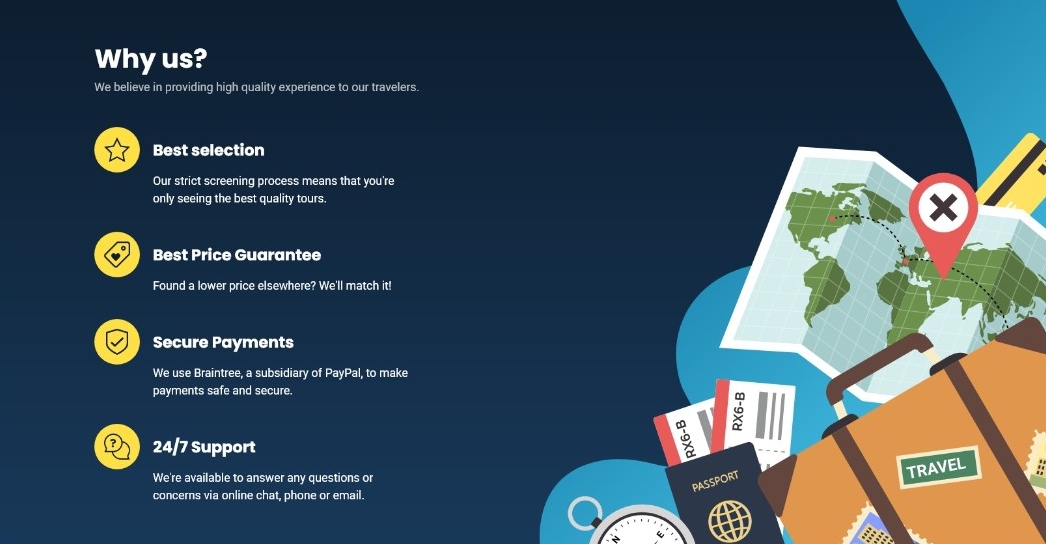 Why us?
We believe in providing high quality experience to our travelers.
Best selection
Our strict screening process means that you're
only seeing the best quality tours.
Best Price Guarantee
Found a lower price elsewhere? We'll match it!
Secure Payments
We use Braintree, a subsidiary of PayPal, to make
payments safe and secure.
24/7 Support
We're available to answer any questions or
concerns via online chat, phone or email.
RX6-B
RX6-B
PASSPORT
TRAVEL
N
E